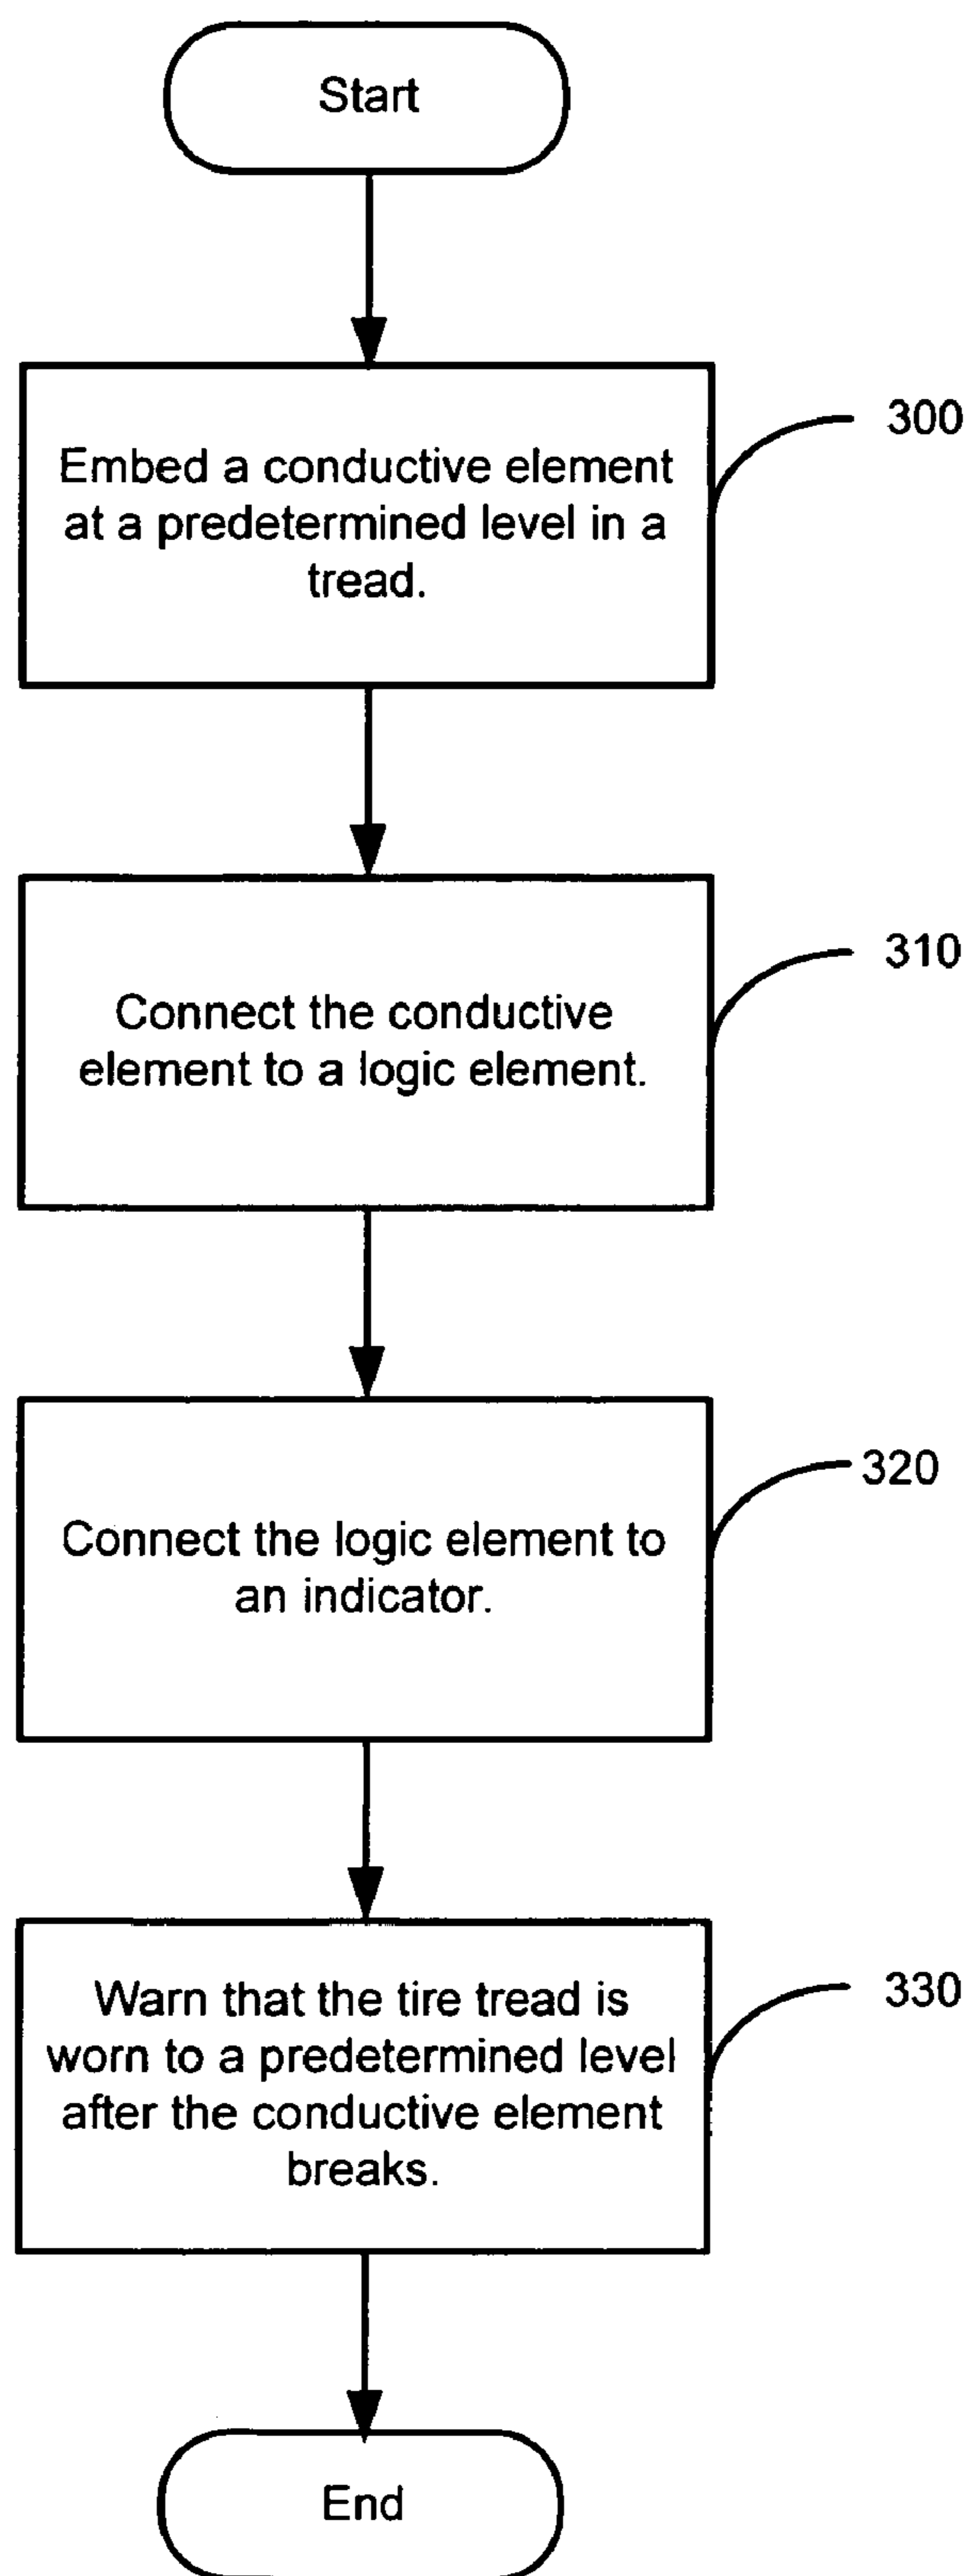 Start
300
Embed a conductive element
at a predetermined level in a
tread.
310
Connect the conductive
element to a logic element.
320
Connect the logic element to
an indicator.
330
Warn that the tire tread is
worn to a predetermined level
after the conductive element
breaks.
End